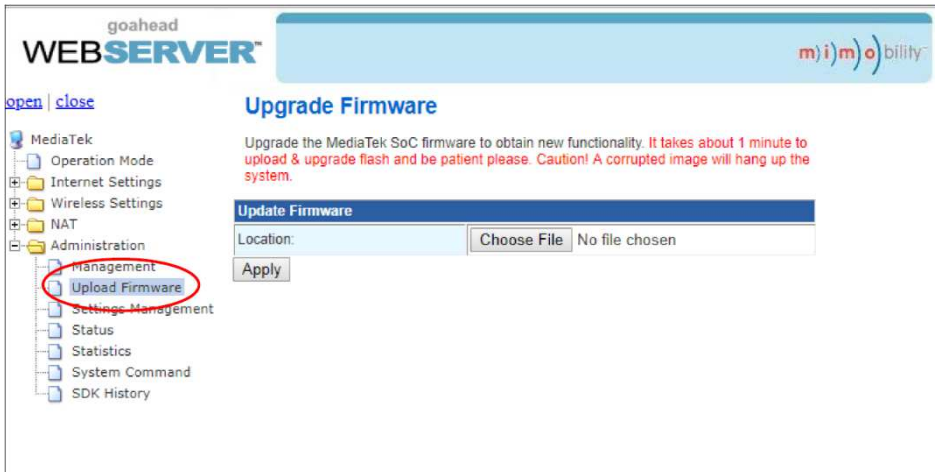 goahead
WEBSERVER™
m)i)m)o)bility™
open | close
MediaTek
Operation Mode
Internet Settings
Wireless Settings
NAT
Administration
Management
Upload Firmware
Settings Management
Status
Statistics
System Command
SDK History
Upgrade Firmware
Upgrade the MediaTek SoC firmware to obtain new functionality. It takes about 1 minute to
upload & upgrade flash and be patient please. Caution! A corrupted image will hang up the
system.
Update Firmware
Location: Choose File No file chosen
Apply